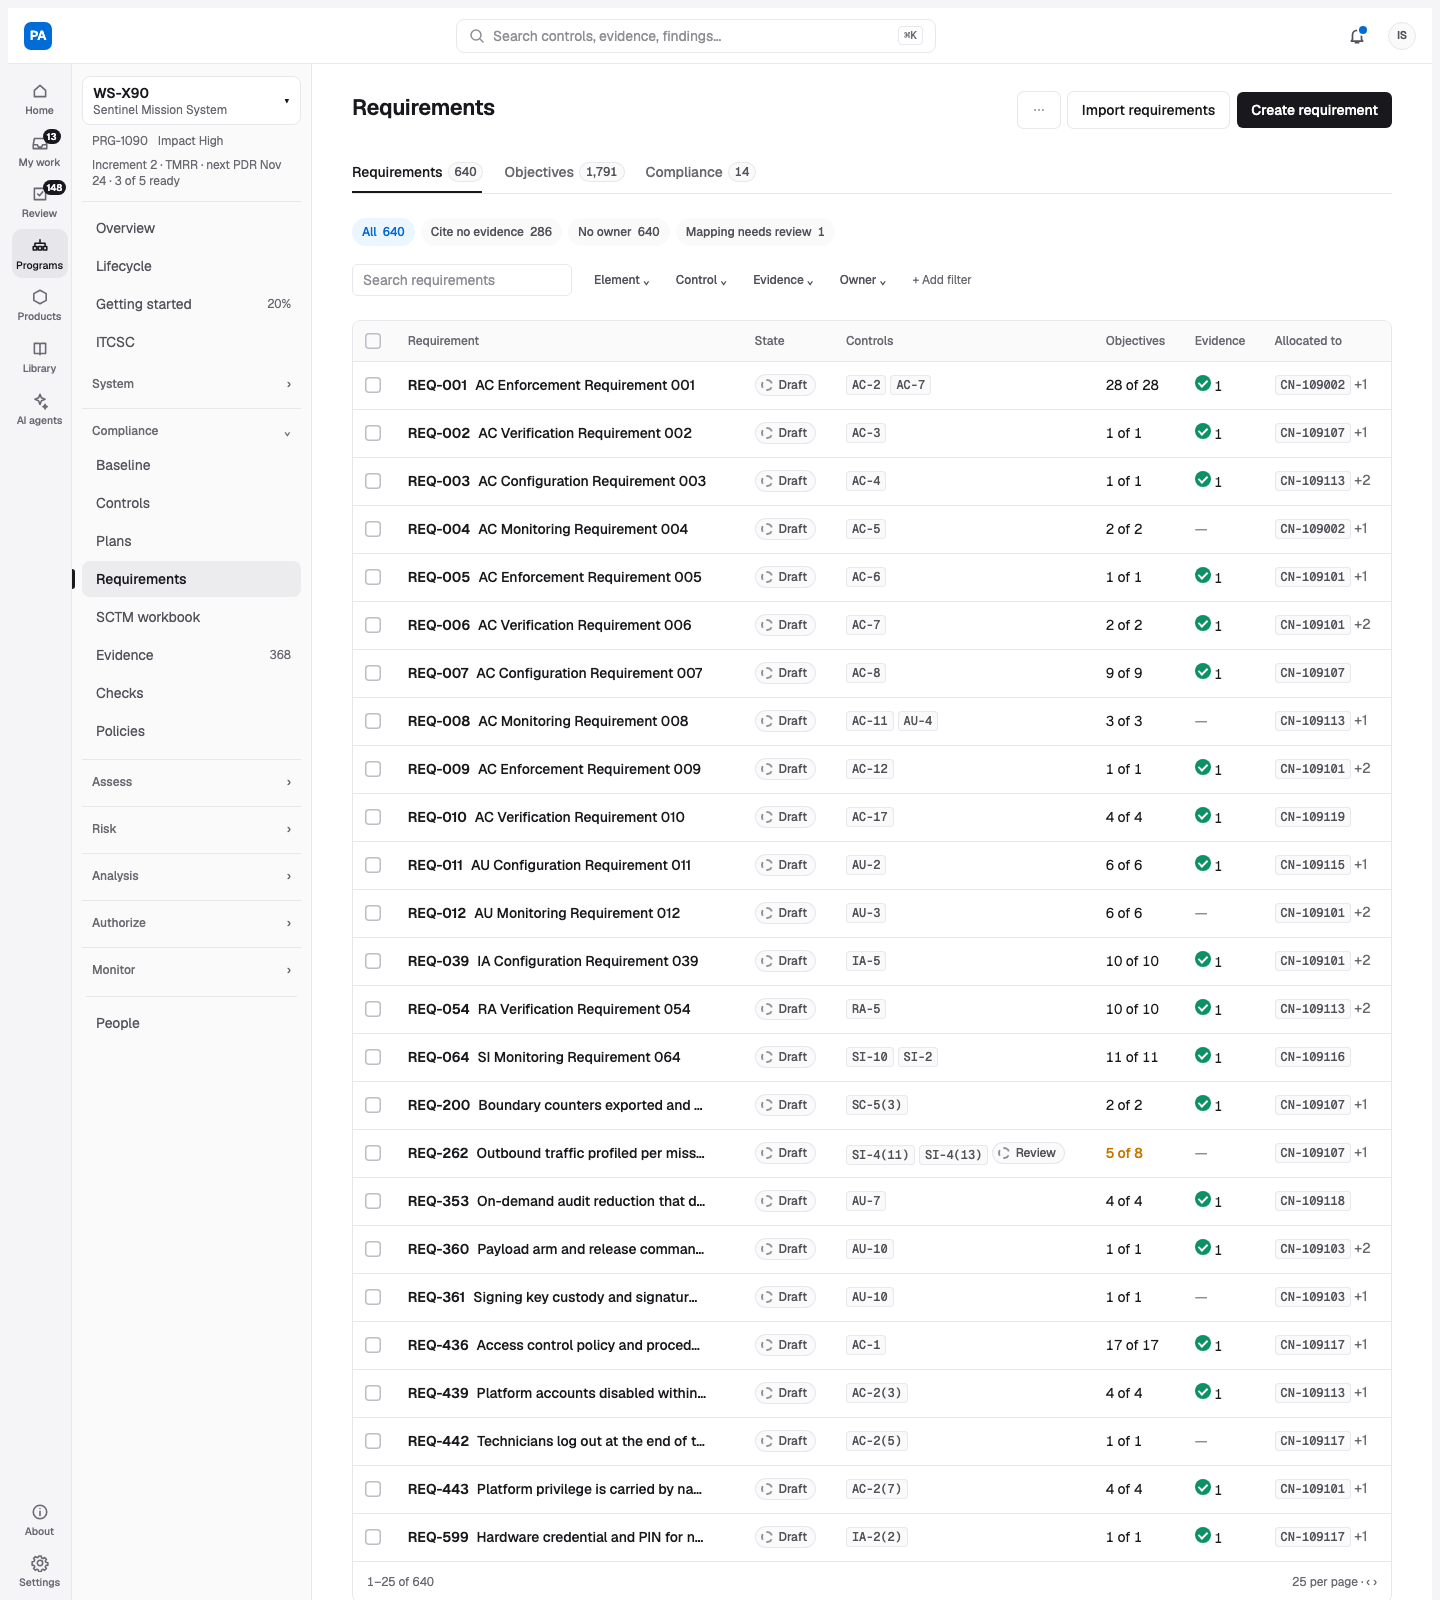 PA
Search controls, evidence, findings...
⌘K
IS
Home
13
My work
148
Review
Programs
Products
Library
AI agents
About
Settings
WS-X90
Sentinel Mission System
PRG-1090 Impact High
Increment 2 · TMRR · next PDR Nov
24 · 3 of 5 ready
Overview
Lifecycle
Getting started 20%
ITCSC
System
Compliance
Baseline
Controls
Plans
Requirements
SCTM workbook
Evidence 368
Checks
Policies
Assess
Risk
Analysis
Authorize
Monitor
People
Requirements
... Import requirements Create requirement
Requirements 640 Objectives 1,791 Compliance 14
All 640 Cite no evidence 286 No owner 640 Mapping needs review 1
Search requirements Element Control Evidence Owner + Add filter
Requirement State Controls Objectives Evidence Allocated to
REQ-001 AC Enforcement Requirement 001 Draft AC-2 AC-7 28 of 28 1 CN-109002 +1
REQ-002 AC Verification Requirement 002 Draft AC-3 1 of 1 1 CN-109107 +1
REQ-003 AC Configuration Requirement 003 Draft AC-4 1 of 1 1 CN-109113 +2
REQ-004 AC Monitoring Requirement 004 Draft AC-5 2 of 2 — CN-109002 +1
REQ-005 AC Enforcement Requirement 005 Draft AC-6 1 of 1 1 CN-109101 +1
REQ-006 AC Verification Requirement 006 Draft AC-7 2 of 2 1 CN-109101 +2
REQ-007 AC Configuration Requirement 007 Draft AC-8 9 of 9 1 CN-109107
REQ-008 AC Monitoring Requirement 008 Draft AC-11 AU-4 3 of 3 — CN-109113 +1
REQ-009 AC Enforcement Requirement 009 Draft AC-12 1 of 1 1 CN-109101 +2
REQ-010 AC Verification Requirement 010 Draft AC-17 4 of 4 1 CN-109119
REQ-011 AU Configuration Requirement 011 Draft AU-2 6 of 6 1 CN-109115 +1
REQ-012 AU Monitoring Requirement 012 Draft AU-3 6 of 6 — CN-109101 +2
REQ-039 IA Configuration Requirement 039 Draft IA-5 10 of 10 1 CN-109101 +2
REQ-054 RA Verification Requirement 054 Draft RA-5 10 of 10 1 CN-109113 +2
REQ-064 SI Monitoring Requirement 064 Draft SI-10 SI-2 11 of 11 1 CN-109116
REQ-200 Boundary counters exported and ... Draft SC-5(3) 2 of 2 1 CN-109107 +1
REQ-262 Outbound traffic profiled per miss... Draft SI-4(11) SI-4(13) Review 5 of 8 — CN-109107 +1
REQ-353 On-demand audit reduction that d... Draft AU-7 4 of 4 1 CN-109118
REQ-360 Payload arm and release comman... Draft AU-10 1 of 1 1 CN-109103 +2
REQ-361 Signing key custody and signatur... Draft AU-10 1 of 1 — CN-109103 +1
REQ-436 Access control policy and proced... Draft AC-1 17 of 17 1 CN-109117 +1
REQ-439 Platform accounts disabled within... Draft AC-2(3) 4 of 4 1 CN-109113 +1
REQ-442 Technicians log out at the end of t... Draft AC-2(5) 1 of 1 — CN-109117 +1
REQ-443 Platform privilege is carried by na... Draft AC-2(7) 4 of 4 1 CN-109101 +1
REQ-599 Hardware credential and PIN for n... Draft IA-2(2) 1 of 1 1 CN-109117 +1
1–25 of 640 25 per page · ‹ ›